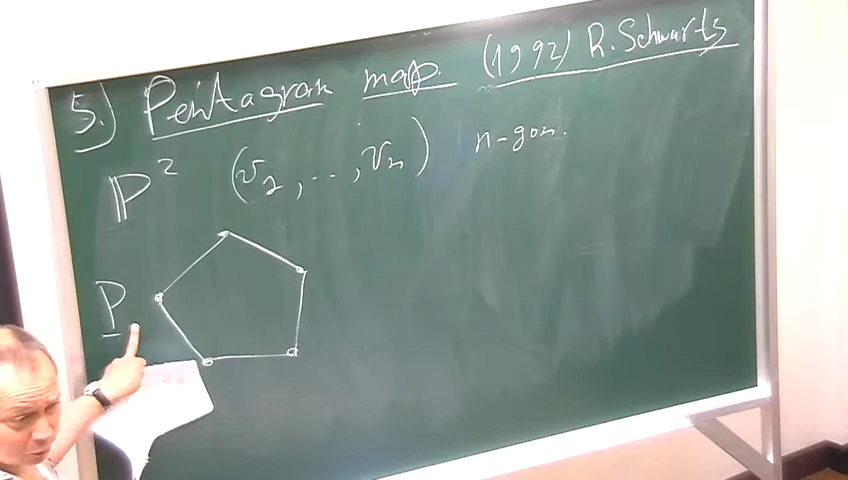 5.) Pentagram map. (1992) R. Schwartz
ℙ² (v₁, ..., vₙ) n-gon.
P